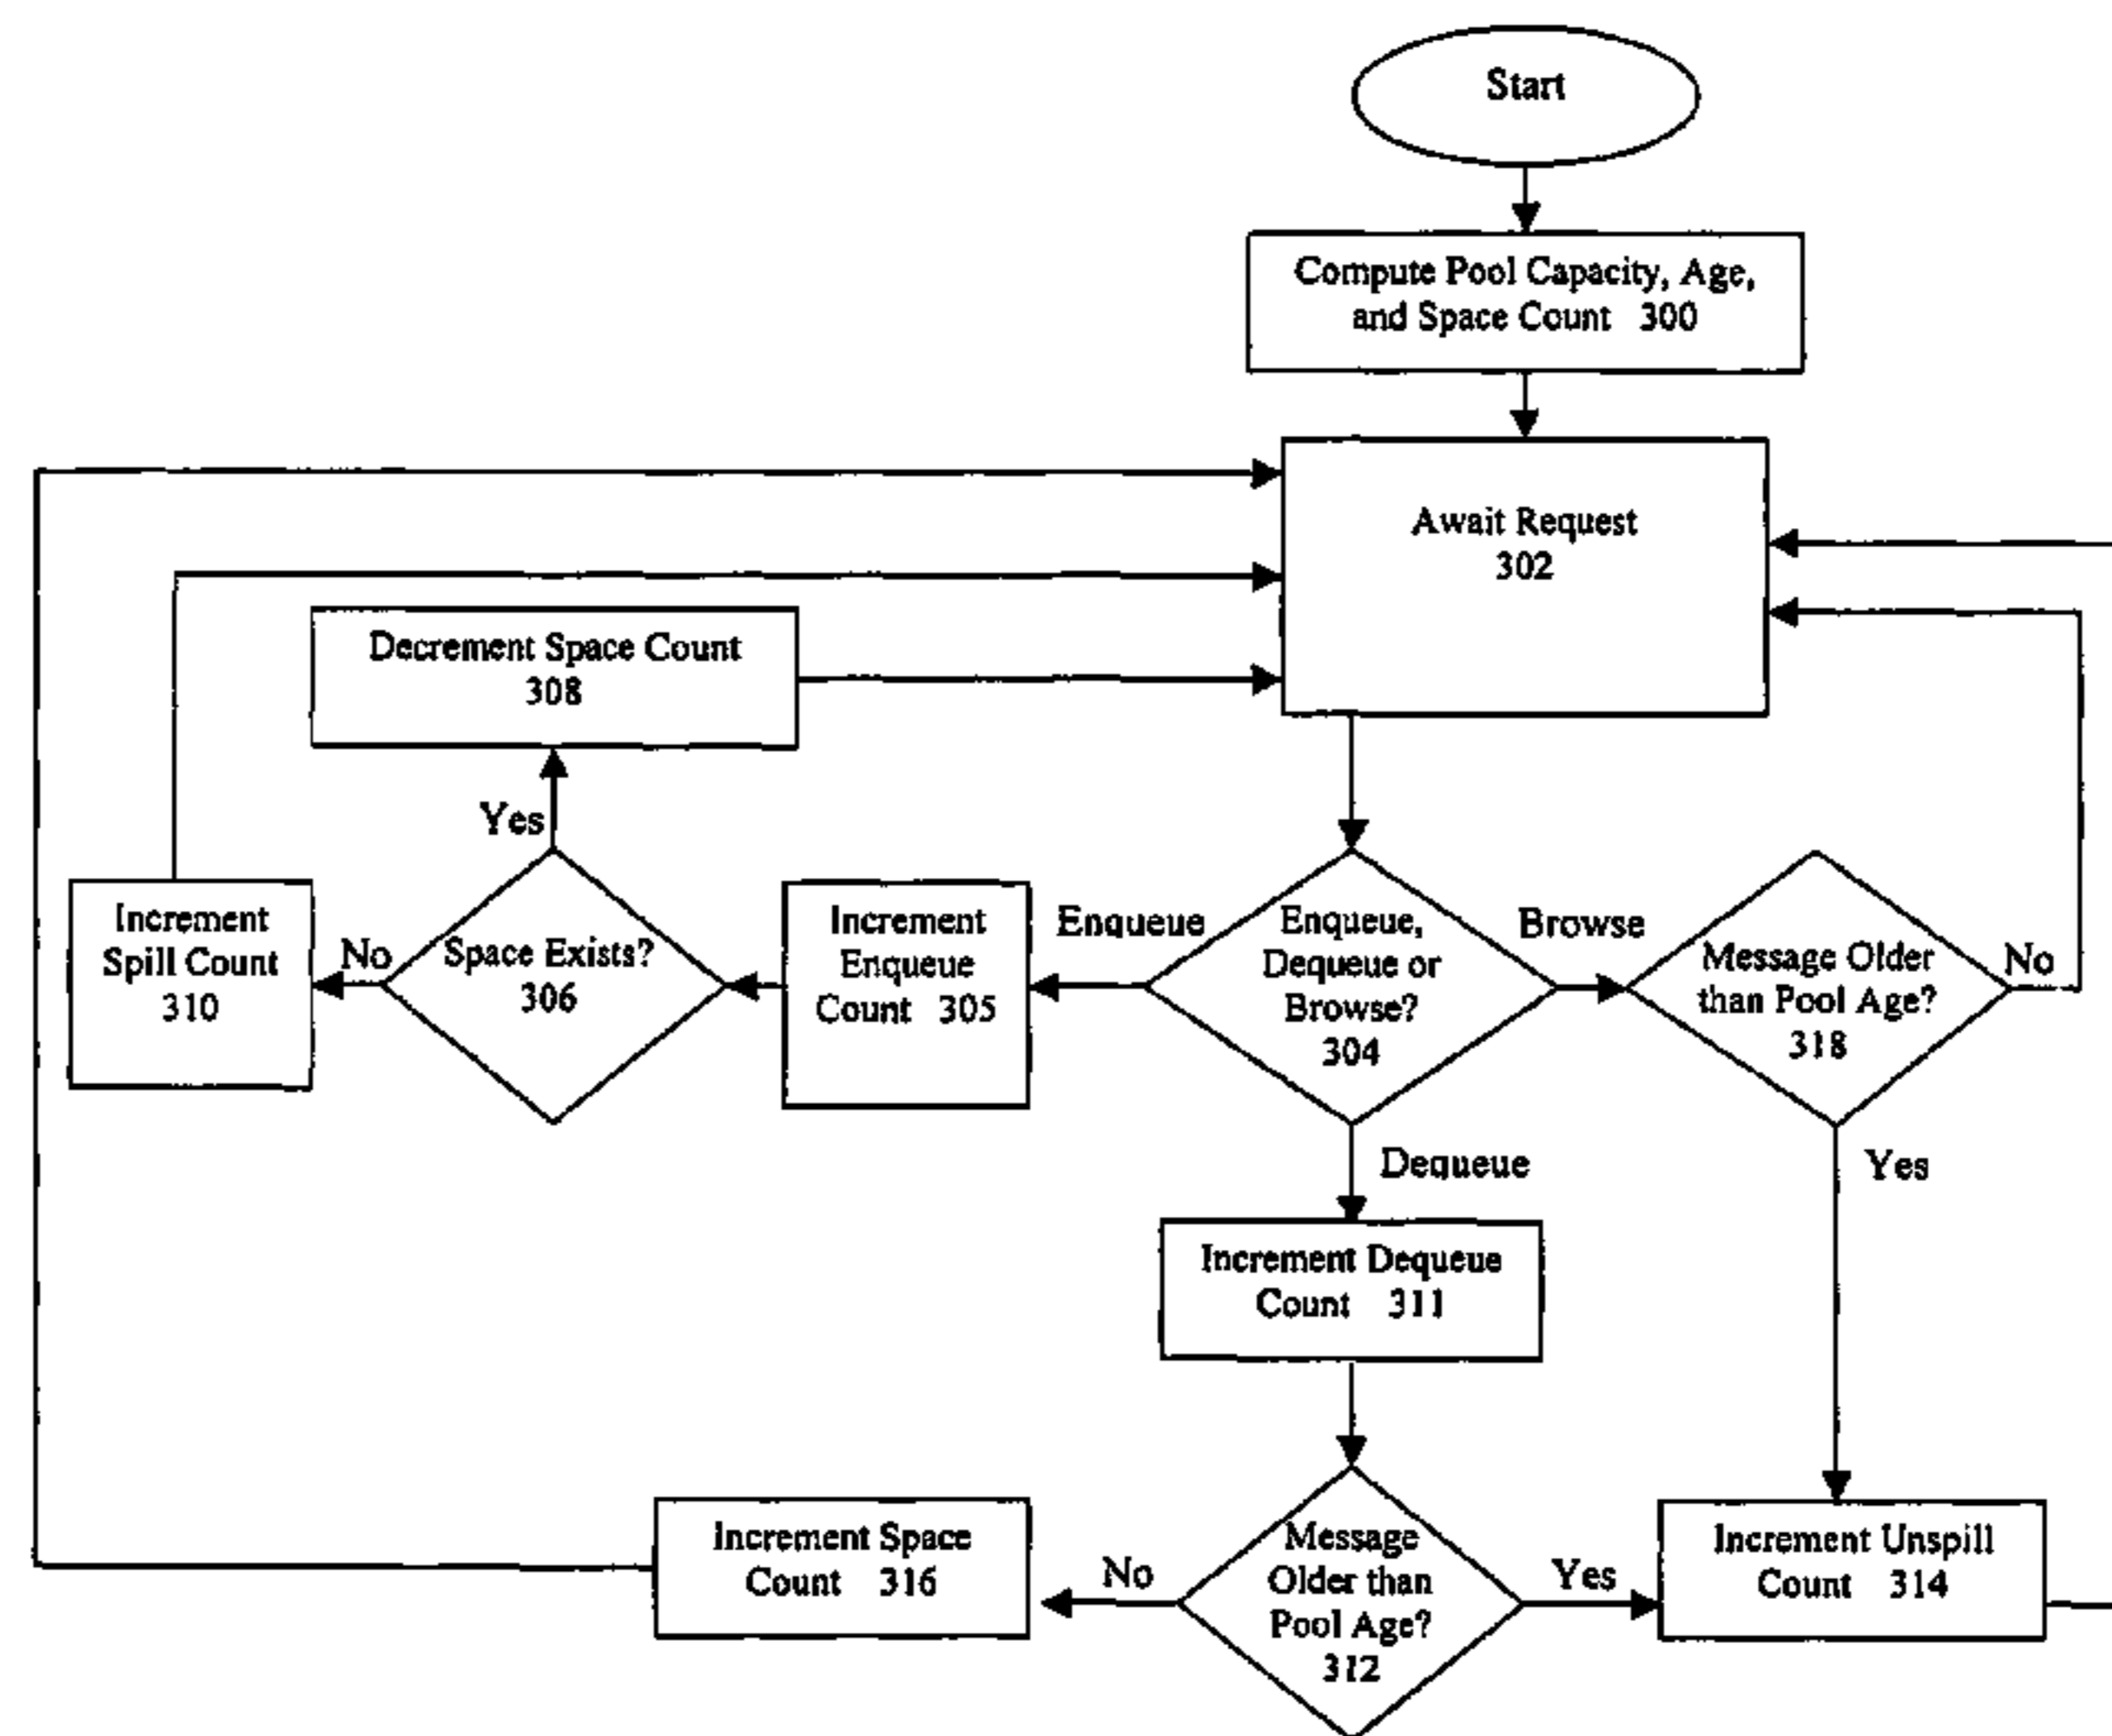 Start
Compute Pool Capacity, Age,
and Space Count 300
Await Request
302
Decrement Space Count
308
Yes
Increment
Spill Count
310
No
Space Exists?
306
Increment
Enqueue
Count 305
Enqueue
Enqueue,
Dequeue or
Browse?
304
Browse
Message Older
than Pool Age?
318
No
Dequeue
Yes
Increment Dequeue
Count 311
Increment Space
Count 316
No
Message
Older than
Pool Age?
312
Yes
Increment Unspill
Count 314